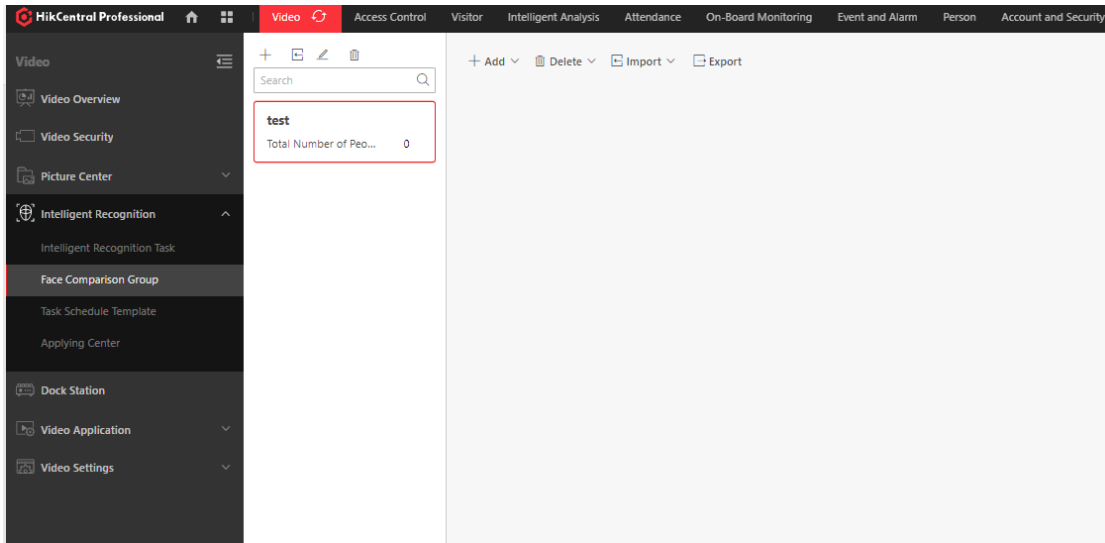 HikCentral Professional Video Access Control Visitor Intelligent Analysis Attendance On-Board Monitoring Event and Alarm Person Account and Security
Video
Video Overview
Video Security
Picture Center
Intelligent Recognition
Intelligent Recognition Task
Face Comparison Group
Task Schedule Template
Applying Center
Dock Station
Video Application
Video Settings
Search
test
Total Number of Peo... 0
Add Delete Import Export